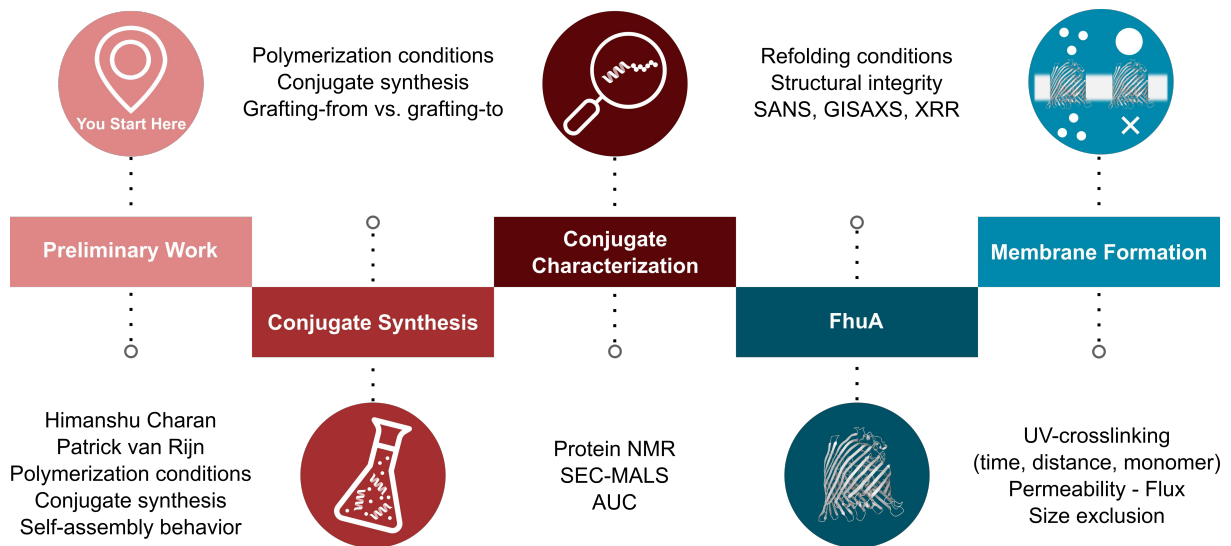 You Start Here
Preliminary Work
Himanshu Charan
Patrick van Rijn
Polymerization conditions
Conjugate synthesis
Self-assembly behavior
Polymerization conditions
Conjugate synthesis
Grafting-from vs. grafting-to
Conjugate Synthesis
Conjugate
Characterization
Protein NMR
SEC-MALS
AUC
Refolding conditions
Structural integrity
SANS, GISAXS, XRR
FhuA
Membrane Formation
UV-crosslinking
(time, distance, monomer)
Permeability - Flux
Size exclusion